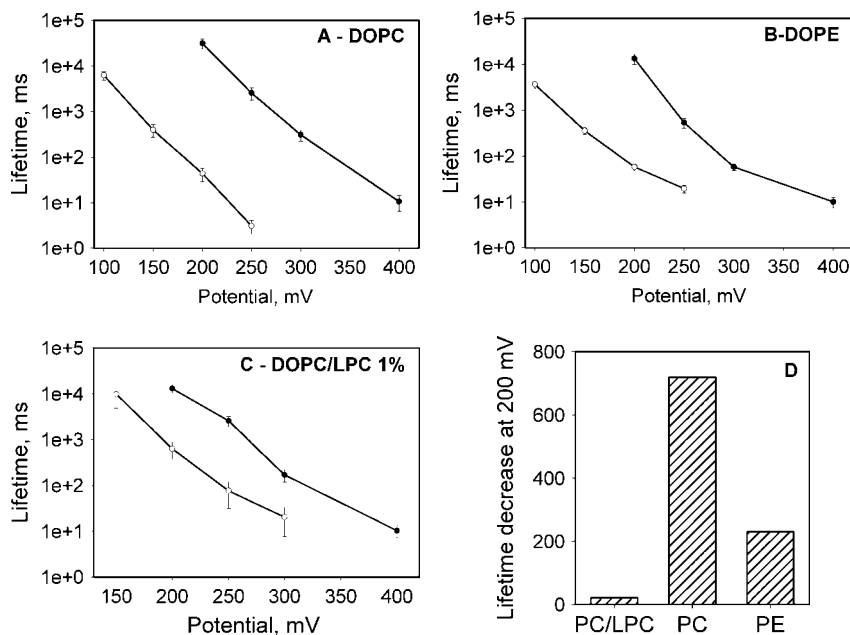 A - DOPC
Lifetime, ms
1e+5
1e+4
1e+3
1e+2
1e+1
1e+0
100 150 200 250 300 350 400
Potential, mV
B-DOPE
Lifetime, ms
1e+5
1e+4
1e+3
1e+2
1e+1
1e+0
100 150 200 250 300 350 400
Potential, mV
C - DOPC/LPC 1%
Lifetime, ms
1e+5
1e+4
1e+3
1e+2
1e+1
1e+0
150 200 250 300 350 400
Potential, mV
D
Lifetime decrease at 200 mV
800
600
400
200
0
PC/LPC PC PE